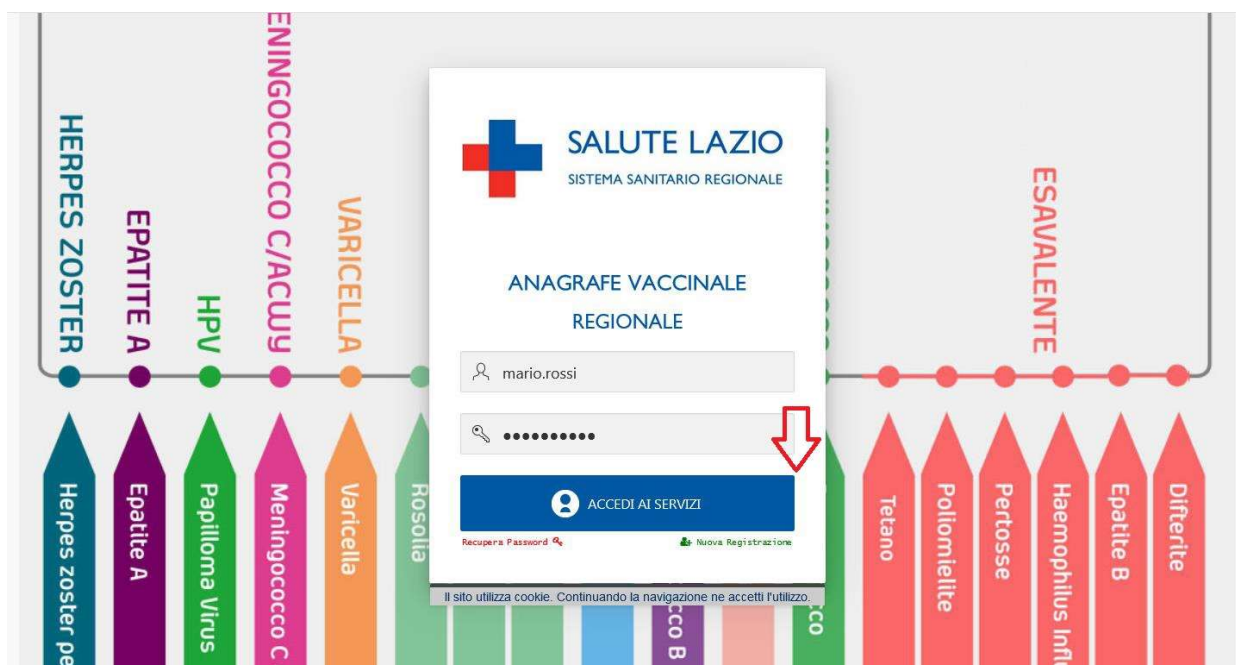 HERPES ZOSTER
EPATITE A
HPV
MENINGOCOCCO C/ACWY
VARICELLA
ESAVALENTE
SALUTE LAZIO
SISTEMA SANITARIO REGIONALE
ANAGRAFE VACCINALE
REGIONALE
mario.rossi
ACCEDI AI SERVIZI
Recupera Password
Nuova Registrazione
Il sito utilizza cookie. Continuando la navigazione ne accetti l'utilizzo.
Herpes zoster
Epatite A
Papilloma Virus
Meningococco C
Varicella
Rosolia
Tetano
Poliomielite
Pertosse
Haemophilus
Epatite B
Difterite